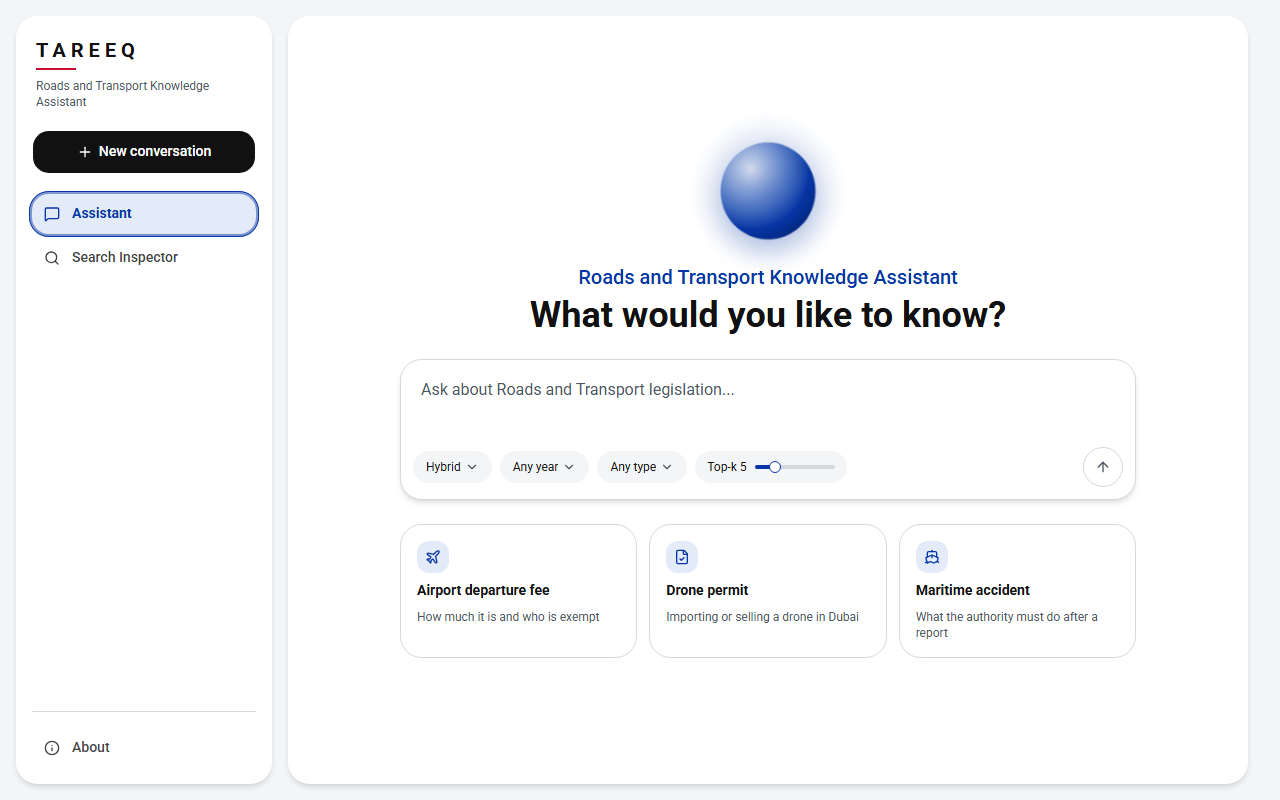 TAREEQ
Roads and Transport Knowledge
Assistant
New conversation
Assistant
Search Inspector
About
Roads and Transport Knowledge Assistant
What would you like to know?
Ask about Roads and Transport legislation...
Hybrid
Any year
Any type
Top-k 5
Airport departure fee
How much it is and who is exempt
Drone permit
Importing or selling a drone in Dubai
Maritime accident
What the authority must do after a
report